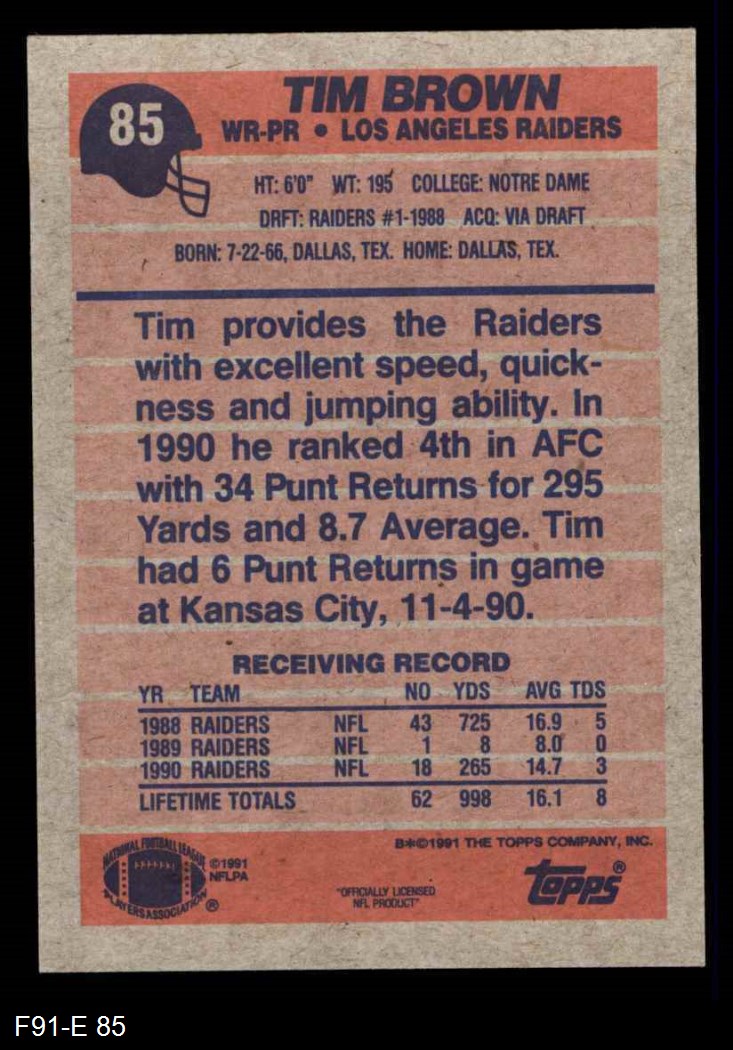 85
TIM BROWN
WR-PR • LOS ANGELES RAIDERS
HT: 6'0" WT: 195 COLLEGE: NOTRE DAME
DRFT: RAIDERS #1-1988 ACQ: VIA DRAFT
BORN: 7-22-66, DALLAS, TEX. HOME: DALLAS, TEX.
Tim provides the Raiders
with excellent speed, quick-
ness and jumping ability. In
1990 he ranked 4th in AFC
with 34 Punt Returns for 295
Yards and 8.7 Average. Tim
had 6 Punt Returns in game
at Kansas City, 11-4-90.
RECEIVING RECORD
YR TEAM NO YDS AVG TDS
1988 RAIDERS NFL 43 725 16.9 5
1989 RAIDERS NFL 1 8 8.0 0
1990 RAIDERS NFL 18 265 14.7 3
LIFETIME TOTALS 62 998 16.1 8
B*©1991 THE TOPPS COMPANY, INC.
NATIONAL FOOTBALL LEAGUE
PLAYERS ASSOCIATION ®
©1991
NFLPA
"OFFICIALLY LICENSED
NFL PRODUCT"
topps®
F91-E 85